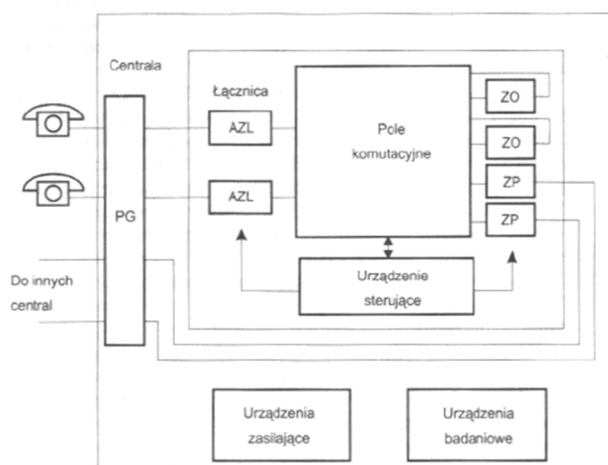 Centrala
Łącznica
AZL
Pole
komutacyjne
ZO
ZO
AZL
ZP
ZP
PG
Do innych
central
Urządzenie
sterujące
Urządzenia
zasilające
Urządzenia
badaniowe